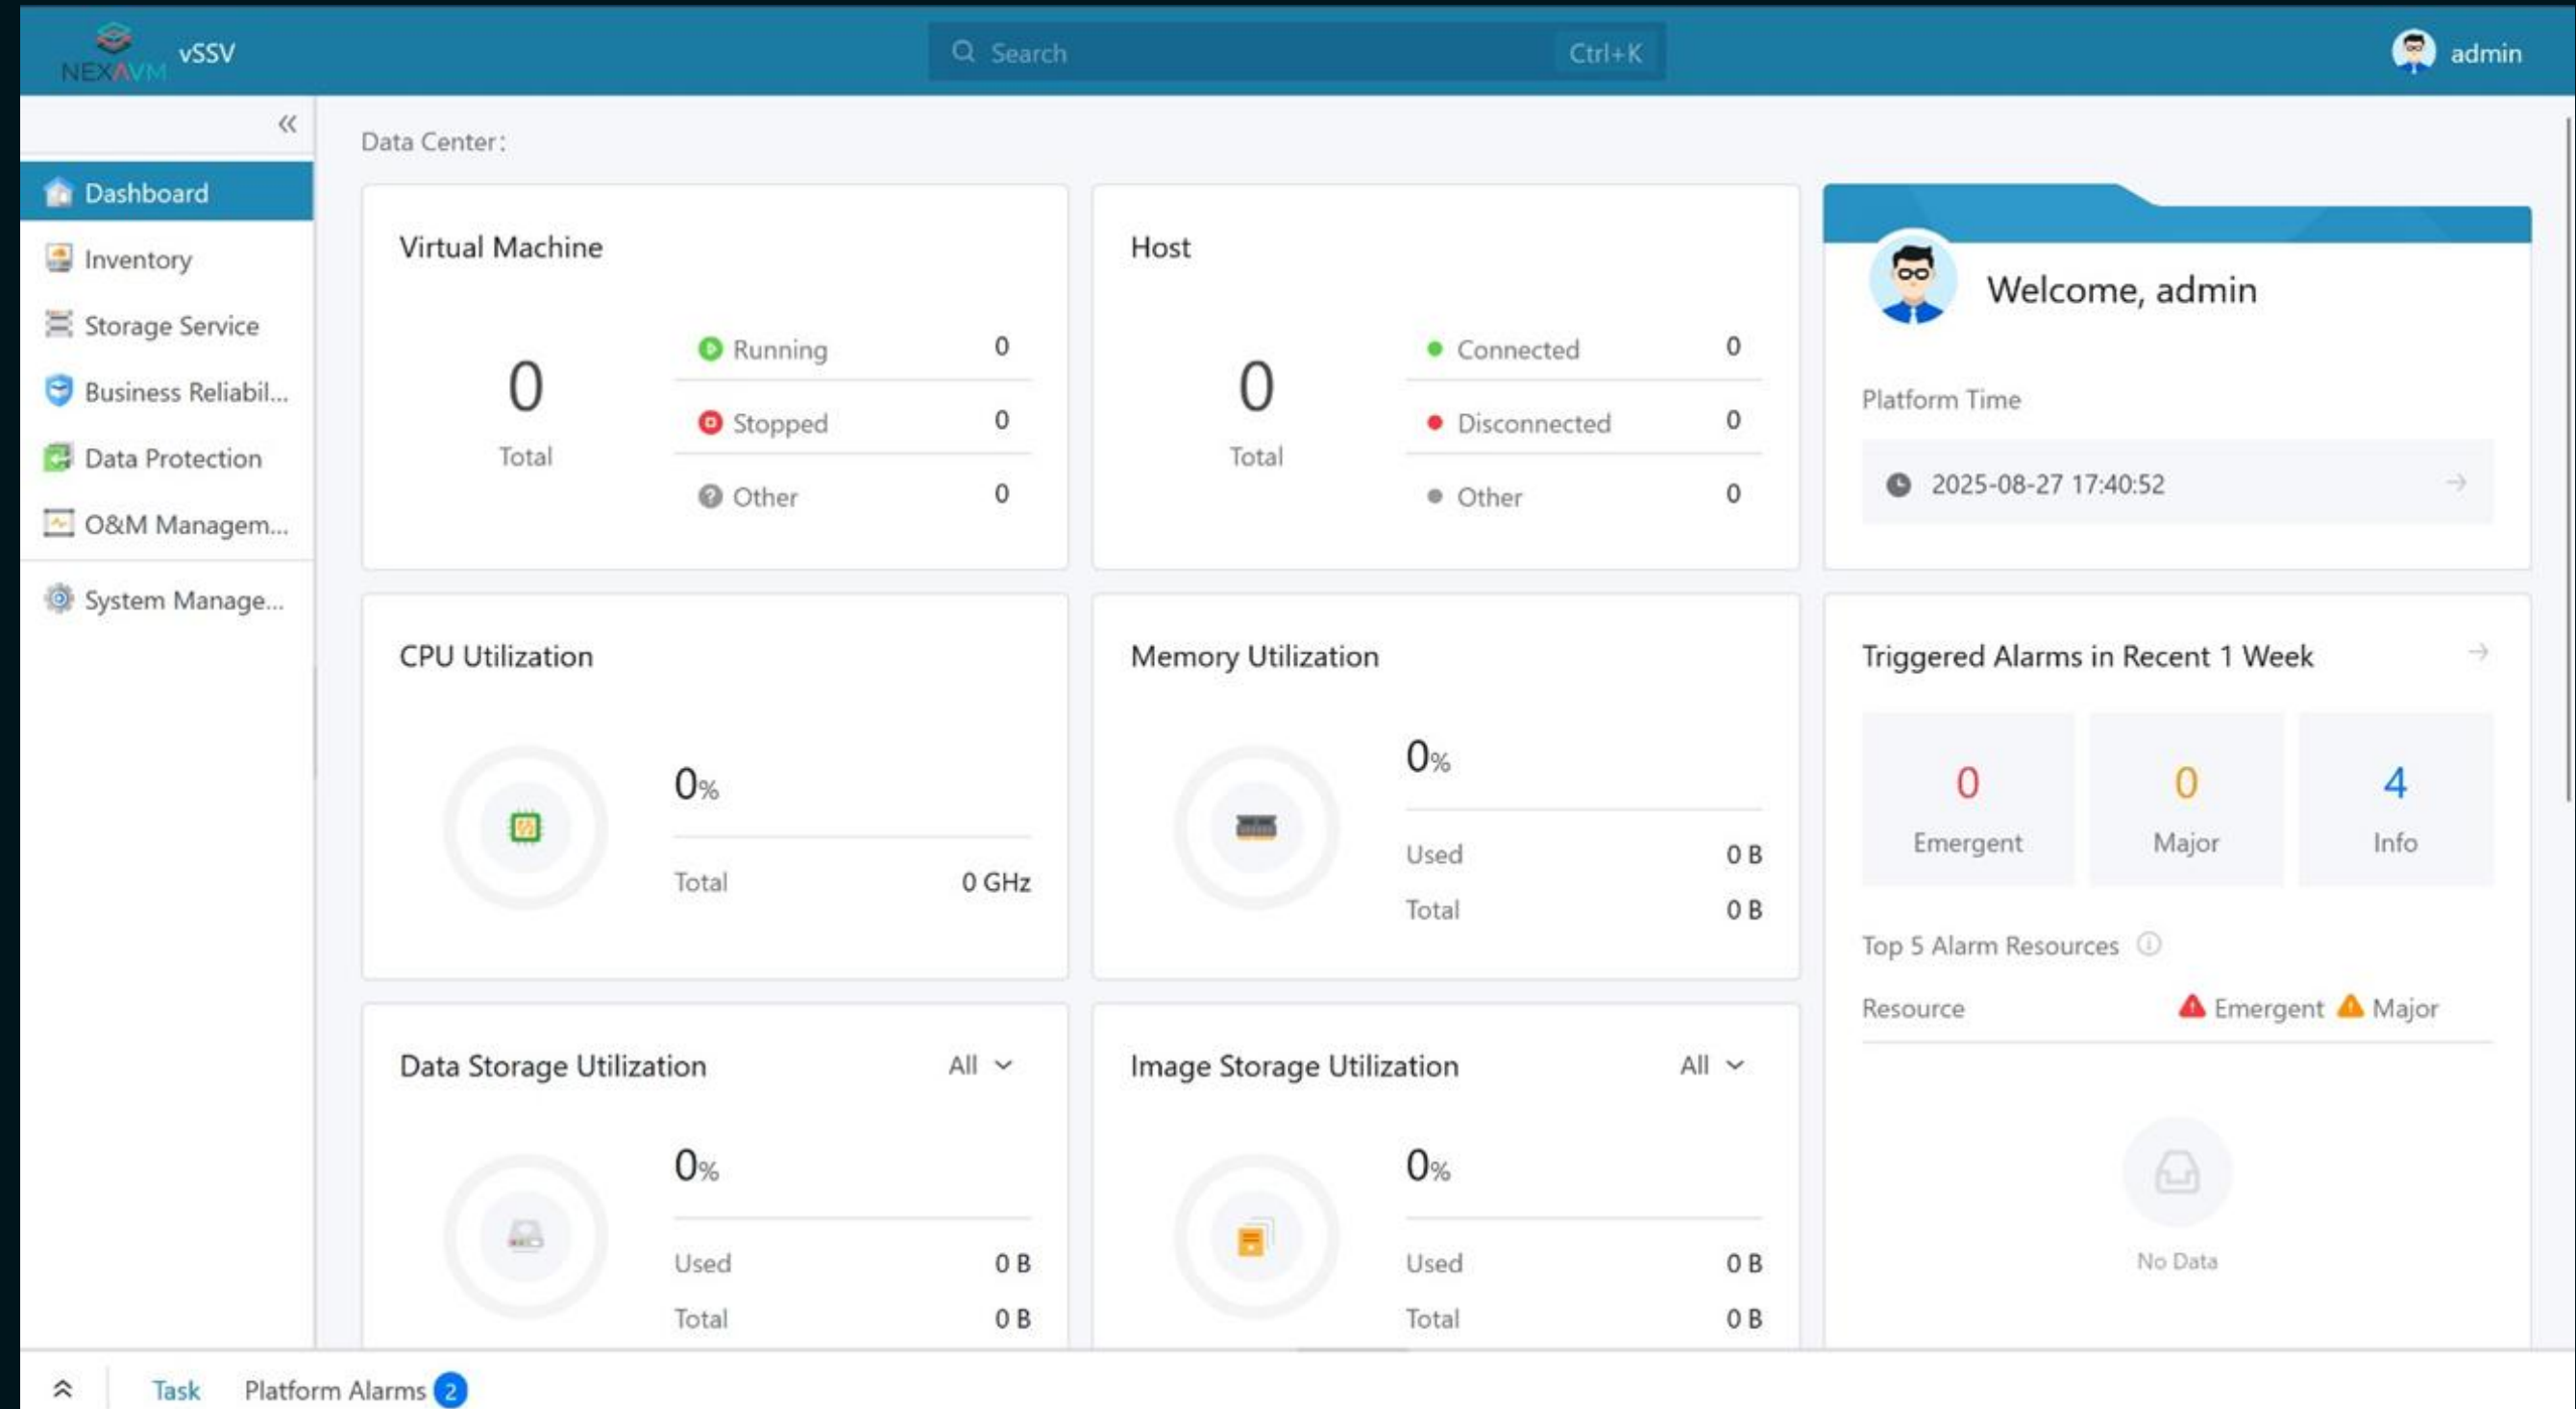 NEXAVM vSSV
Search Ctrl+K
admin
Dashboard
Inventory
Storage Service
Business Reliabil...
Data Protection
O&M Managem...
System Manage...
Data Center:
Virtual Machine
0
Total
Running 0
Stopped 0
Other 0
Host
0
Total
Connected 0
Disconnected 0
Other 0
Welcome, admin
Platform Time
2025-08-27 17:40:52
CPU Utilization
0%
Total 0 GHz
Memory Utilization
0%
Used 0 B
Total 0 B
Triggered Alarms in Recent 1 Week
0
Emergent
0
Major
4
Info
Top 5 Alarm Resources
Resource Emergent Major
No Data
Data Storage Utilization All
0%
Used 0 B
Total 0 B
Image Storage Utilization All
0%
Used 0 B
Total 0 B
Task Platform Alarms 2